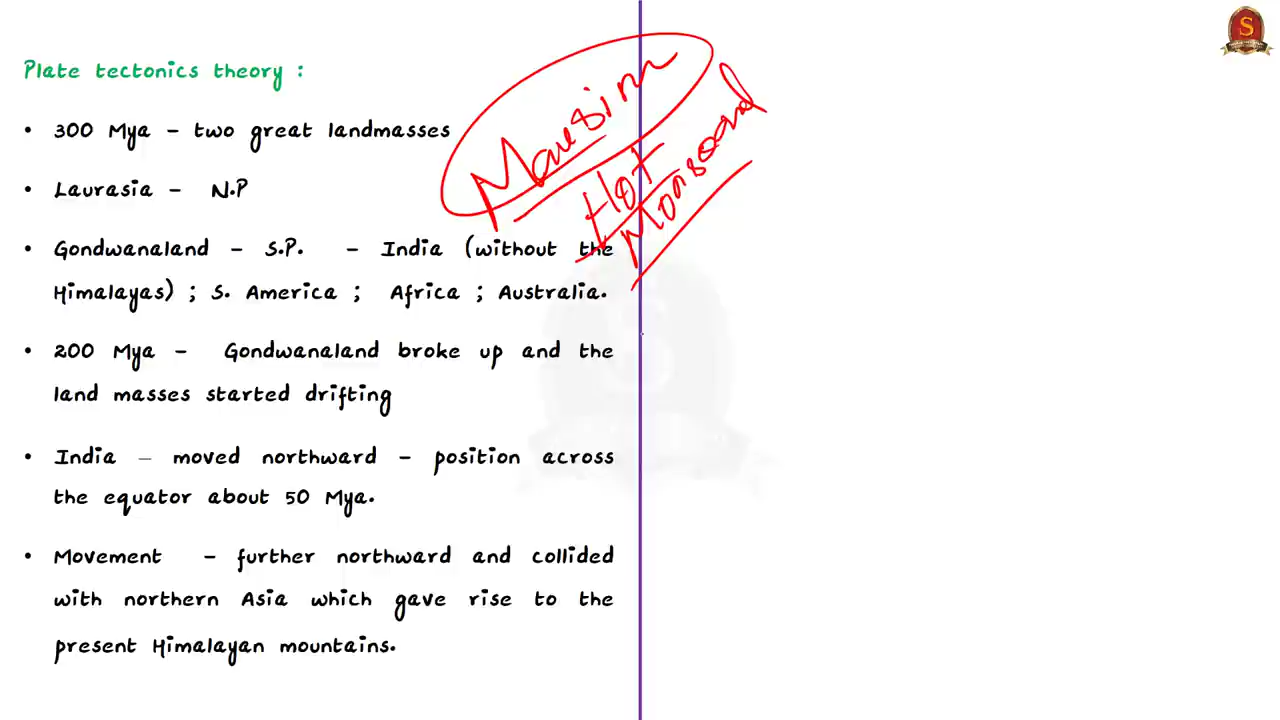 Plate tectonics theory :
• 300 Mya - two great landmasses
• Laurasia - N.P
• Gondwanaland - S.P. - India (without the
Himalayas) ; S. America ; Africa ; Australia.
• 200 Mya - Gondwanaland broke up and the
land masses started drifting
• India - moved northward - position across
the equator about 50 Mya.
• Movement - further northward and collided
with northern Asia which gave rise to the
present Himalayan mountains.
Mausim
Hot
S